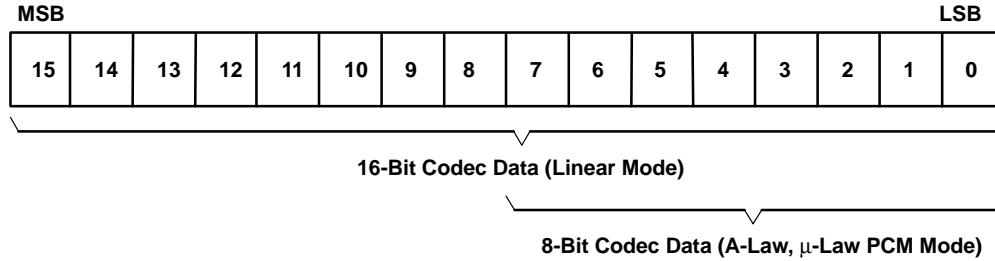 MSB LSB
15 14 13 12 11 10 9 8 7 6 5 4 3 2 1 0
16-Bit Codec Data (Linear Mode)
8-Bit Codec Data (A-Law, μ-Law PCM Mode)